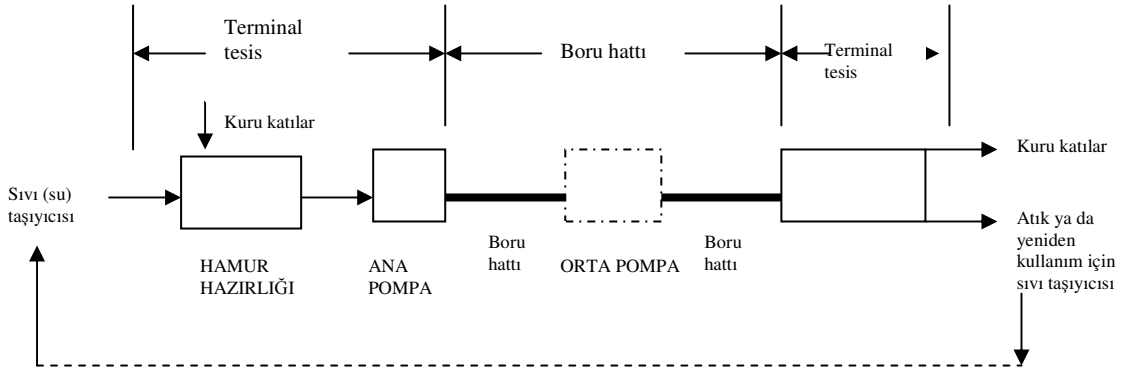 Terminal
tesis
Boru hattı
Terminal
tesis
Kuru katılar
Kuru katılar
Sıvı (su)
taşıyıcısı
HAMUR
HAZIRLIĞI
ANA
POMPA
Boru
hattı
ORTA POMPA
Boru
hattı
Atık ya da
yeniden
kullanım için
sıvı taşıyıcısı